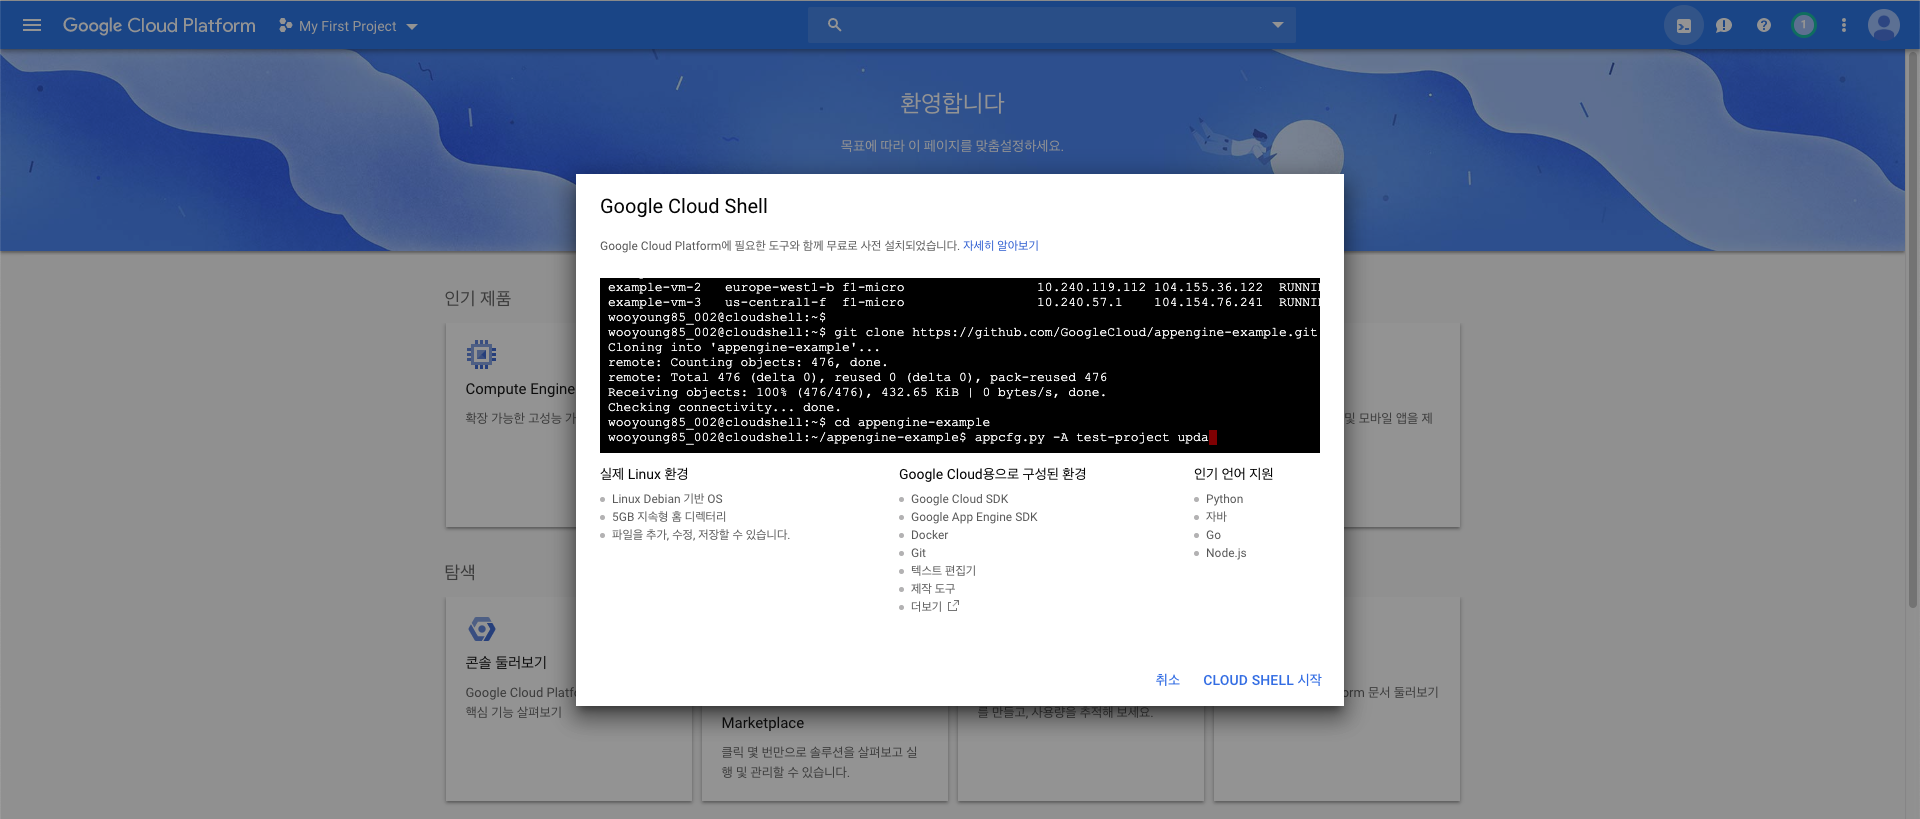 Google Cloud Platform
My First Project
1
환영합니다
목표에 따라 이 페이지를 맞춤설정하세요.
Google Cloud Shell
Google Cloud Platform에 필요한 도구와 함께 무료로 사전 설치되었습니다. 자세히 알아보기
example-vm-2 europe-west1-b f1-micro 10.240.119.112 104.155.36.122 RUNNI
example-vm-3 us-central1-f f1-micro 10.240.57.1 104.154.76.241 RUNNI
wooyoung85_002@cloudshell:~$
wooyoung85_002@cloudshell:~$ git clone https://github.com/GoogleCloud/appengine-example.git
Cloning into 'appengine-example'...
remote: Counting objects: 476, done.
remote: Total 476 (delta 0), reused 0 (delta 0), pack-reused 476
Receiving objects: 100% (476/476), 432.65 KiB | 0 bytes/s, done.
Checking connectivity... done.
wooyoung85_002@cloudshell:~$ cd appengine-example
wooyoung85_002@cloudshell:~/appengine-example$ appcfg.py -A test-project upda
실제 Linux 환경
Linux Debian 기반 OS
5GB 지속형 홈 디렉터리
파일을 추가, 수정, 저장할 수 있습니다.
Google Cloud용으로 구성된 환경
Google Cloud SDK
Google App Engine SDK
Docker
Git
텍스트 편집기
제작 도구
더보기
인기 언어 지원
Python
자바
Go
Node.js
취소
CLOUD SHELL 시작
인기 제품
Compute Engine
확장 가능한 고성능 가
및 모바일 앱을 제
탐색
콘솔 둘러보기
Google Cloud Platf
핵심 기능 살펴보기
Marketplace
클릭 몇 번만으로 솔루션을 살펴보고 실
행 및 관리할 수 있습니다.
를 만들고, 사용량을 추적해 보세요.
orm 문서 둘러보기